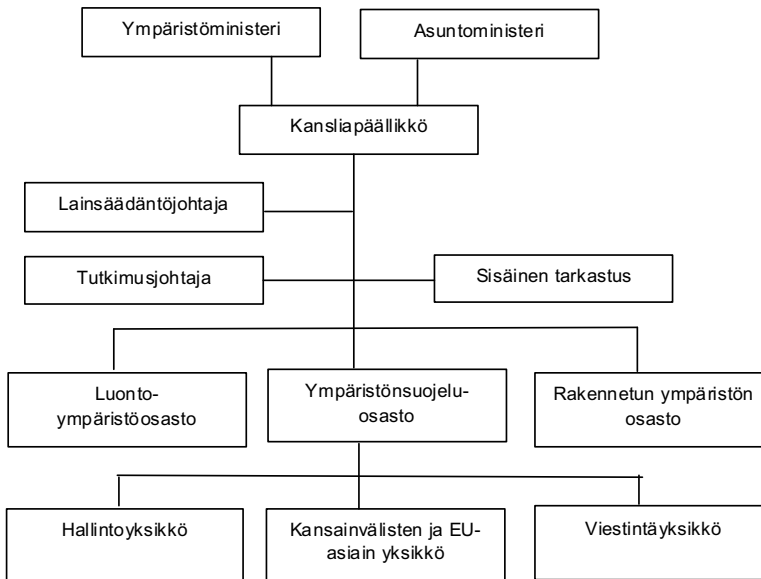 Ympäristöministeri
Asuntoministeri
Kansliapäällikkö
Lainsäädäntöjohtaja
Tutkimusjohtaja
Sisäinen tarkastus
Luonto-
ympäristöosasto
Ympäristönsuojelu-
osasto
Rakennetun ympäristön
osasto
Hallintoyksikkö
Kansainvälisten ja EU-
asiain yksikkö
Viestintäyksikkö